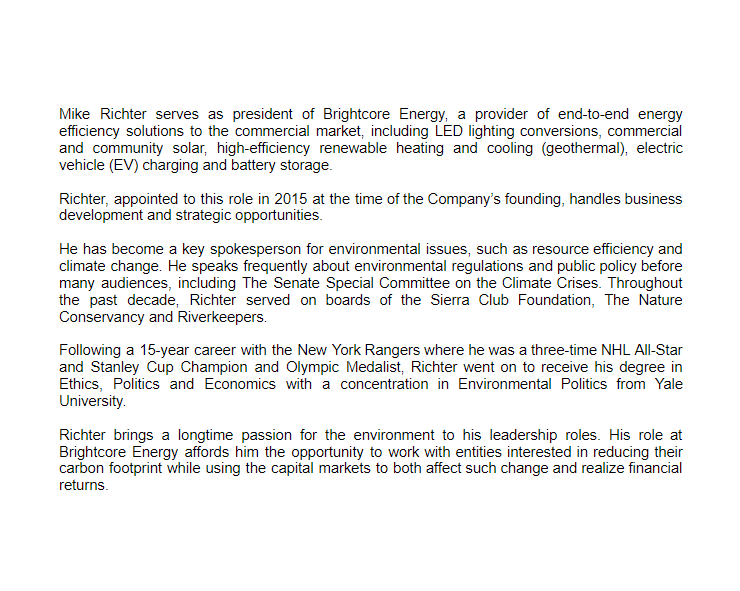 Mike Richter serves as president of Brightcore Energy, a provider of end-to-end energy
efficiency solutions to the commercial market, including LED lighting conversions, commercial
and community solar, high-efficiency renewable heating and cooling (geothermal), electric
vehicle (EV) charging and battery storage.
Richter, appointed to this role in 2015 at the time of the Company’s founding, handles business
development and strategic opportunities.
He has become a key spokesperson for environmental issues, such as resource efficiency and
climate change. He speaks frequently about environmental regulations and public policy before
many audiences, including The Senate Special Committee on the Climate Crises. Throughout
the past decade, Richter served on boards of the Sierra Club Foundation, The Nature
Conservancy and Riverkeepers.
Following a 15-year career with the New York Rangers where he was a three-time NHL All-Star
and Stanley Cup Champion and Olympic Medalist, Richter went on to receive his degree in
Ethics, Politics and Economics with a concentration in Environmental Politics from Yale
University.
Richter brings a longtime passion for the environment to his leadership roles. His role at
Brightcore Energy affords him the opportunity to work with entities interested in reducing their
carbon footprint while using the capital markets to both affect such change and realize financial
returns.